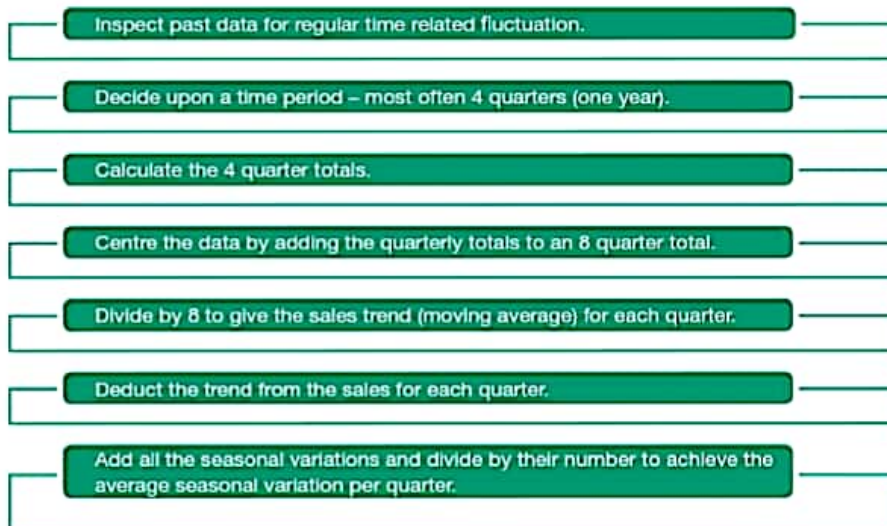 Inspect past data for regular time related fluctuation.
Decide upon a time period – most often 4 quarters (one year).
Calculate the 4 quarter totals.
Centre the data by adding the quarterly totals to an 8 quarter total.
Divide by 8 to give the sales trend (moving average) for each quarter.
Deduct the trend from the sales for each quarter.
Add all the seasonal variations and divide by their number to achieve the
average seasonal variation per quarter.